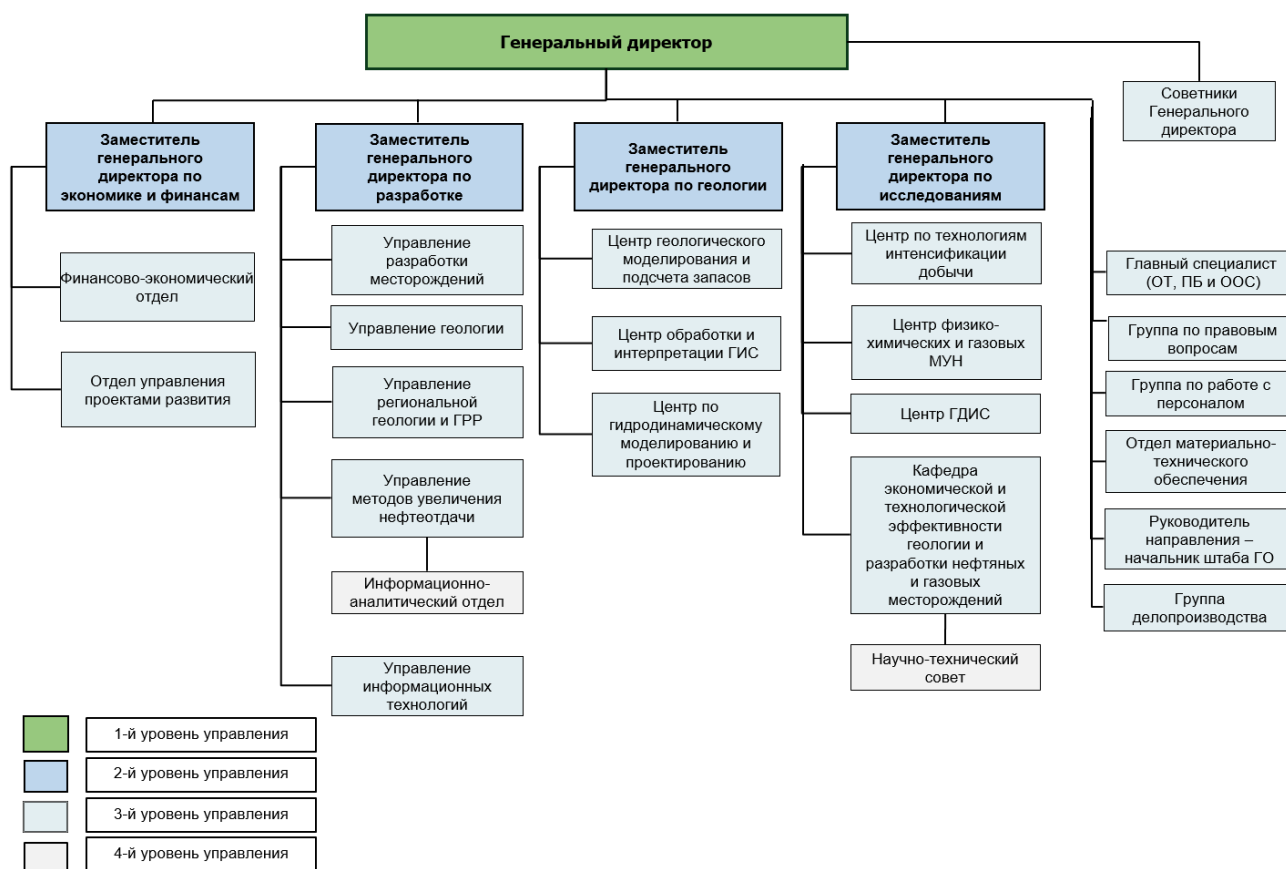 Генеральный директор
Советники
Генерального
директора
Заместитель
генерального
директора по
экономике и финансам
Финансово-экономический
отдел
Отдел управления
проектами развития
Заместитель
генерального
директора по
разработке
Управление
разработки
месторождений
Управление геологии
Управление
региональной
геологии и ГРР
Управление
методов увеличения
нефтеотдачи
Информационно-
аналитический отдел
Управление
информационных
технологий
Заместитель
генерального
директора по геологии
Центр геологического
моделирования и
подсчета запасов
Центр обработки и
интерпретации ГИС
Центр по
гидродинамическому
моделированию и
проектированию
Заместитель
генерального
директора по
исследованиям
Центр по технологиям
интенсификации
добычи
Центр физико-
химических и газовых
МУН
Центр ГДИС
Кафедра
экономической и
технологической
эффективности
геологии и
разработки нефтяных
и газовых
месторождений
Научно-технический
совет
Главный специалист
(ОТ, ПБ и ООС)
Группа по правовым
вопросам
Группа по работе с
персоналом
Отдел материально-
технического
обеспечения
Руководитель
направления –
начальник штаба ГО
Группа
делопроизводства
1-й уровень управления
2-й уровень управления
3-й уровень управления
4-й уровень управления